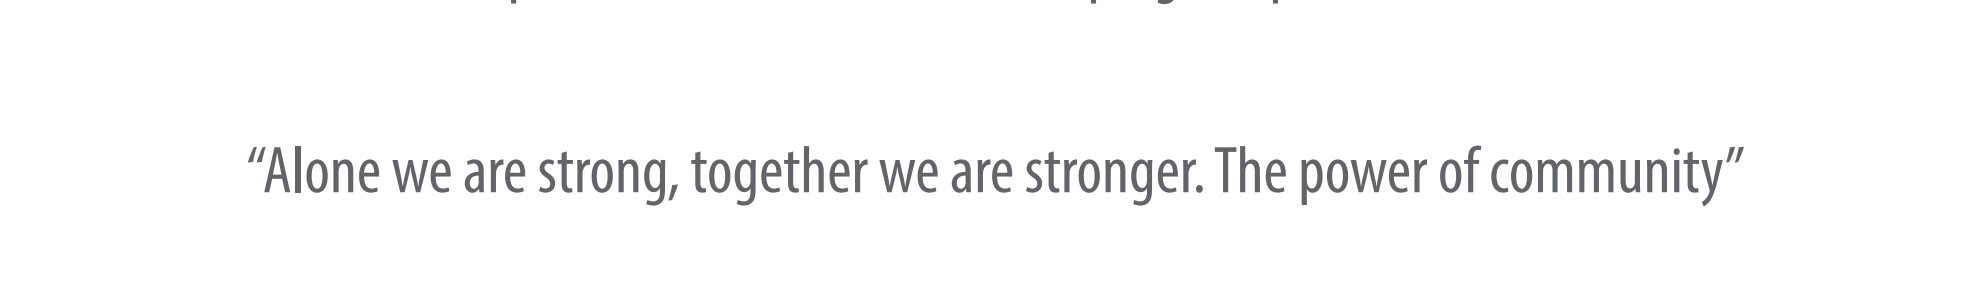 “Alone we are strong, together we are stronger. The power of community”